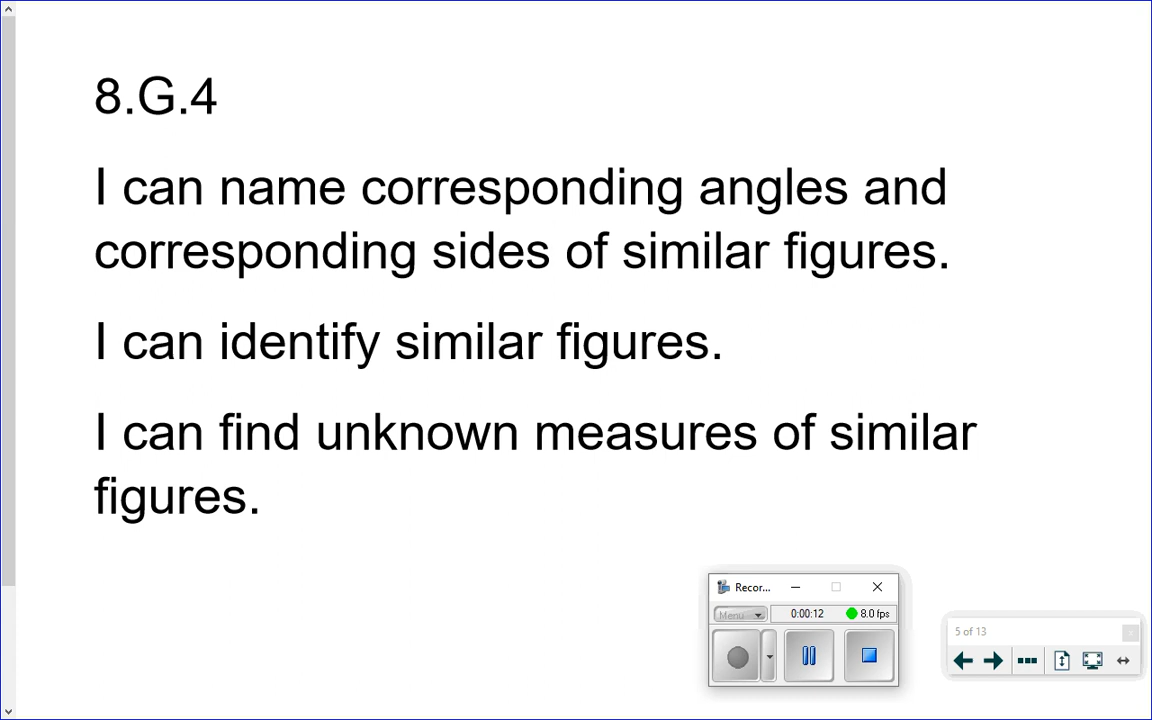 8.G.4
I can name corresponding angles and
corresponding sides of similar figures.
I can identify similar figures.
I can find unknown measures of similar
figures.
Recor...
Menu 0:00:12 8.0 fps
5 of 13